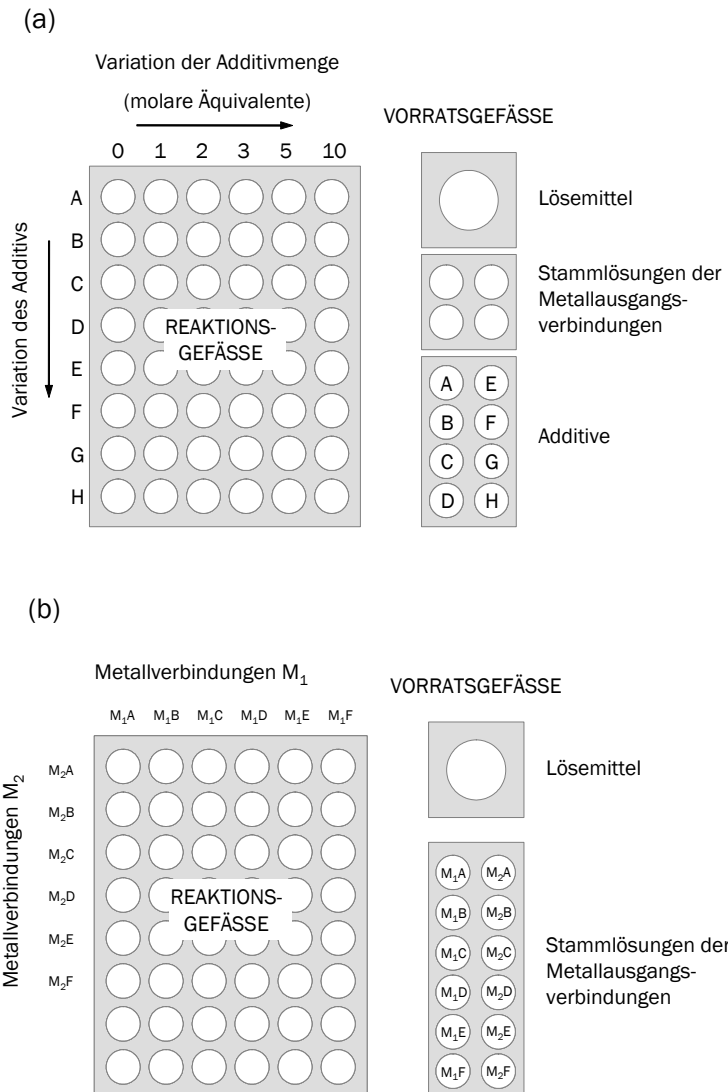 (a)
Variation der Additivmenge
(molare Äquivalente)
0 1 2 3 5 10
Variation des Additivs
A
B
C
D
E
F
G
H
REAKTIONS-
GEFÄSSE
VORRATSGEFÄSSE
Lösemittel
Stammlösungen der
Metallausgangs-
verbindungen
A E
B F
C G
D H
Additive
(b)
Metallverbindungen M₁
M₁A M₁B M₁C M₁D M₁E M₁F
Metallverbindungen M₂
M₂A
M₂B
M₂C
M₂D
M₂E
M₂F
REAKTIONS-
GEFÄSSE
VORRATSGEFÄSSE
Lösemittel
M₁A M₂A
M₁B M₂B
M₁C M₂C
M₁D M₂D
M₁E M₂E
M₁F M₂F
Stammlösungen der
Metallausgangs-
verbindungen